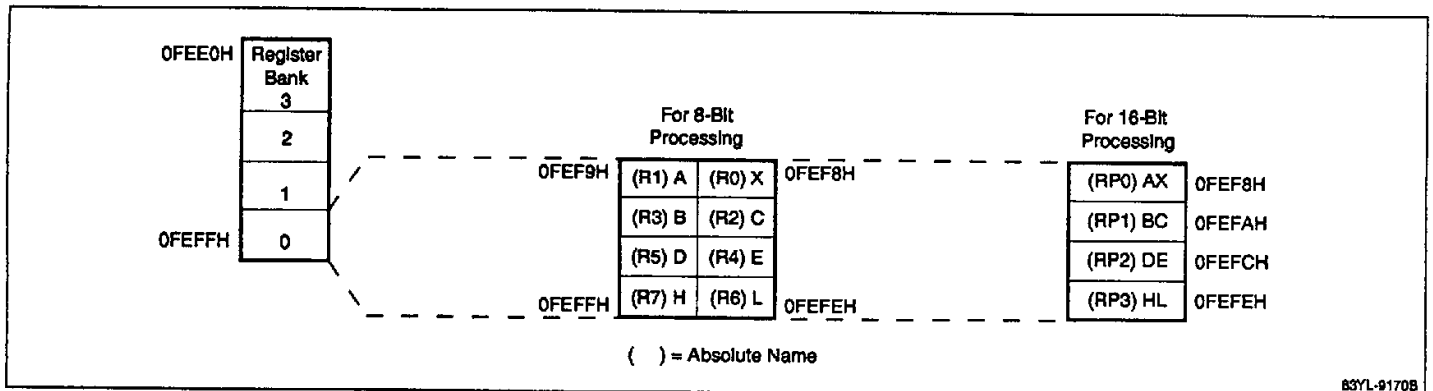 0FEE0H
Register
Bank
3
2
1
0
0FEFFH
For 8-Bit
Processing
0FEF9H (R1) A (R0) X 0FEF8H
(R3) B (R2) C
(R5) D (R4) E
0FEFFH (R7) H (R6) L 0FEFEH
For 16-Bit
Processing
(RP0) AX 0FEF8H
(RP1) BC 0FEFAH
(RP2) DE 0FEFCH
(RP3) HL 0FEFEH
( ) = Absolute Name
83YL-9170B